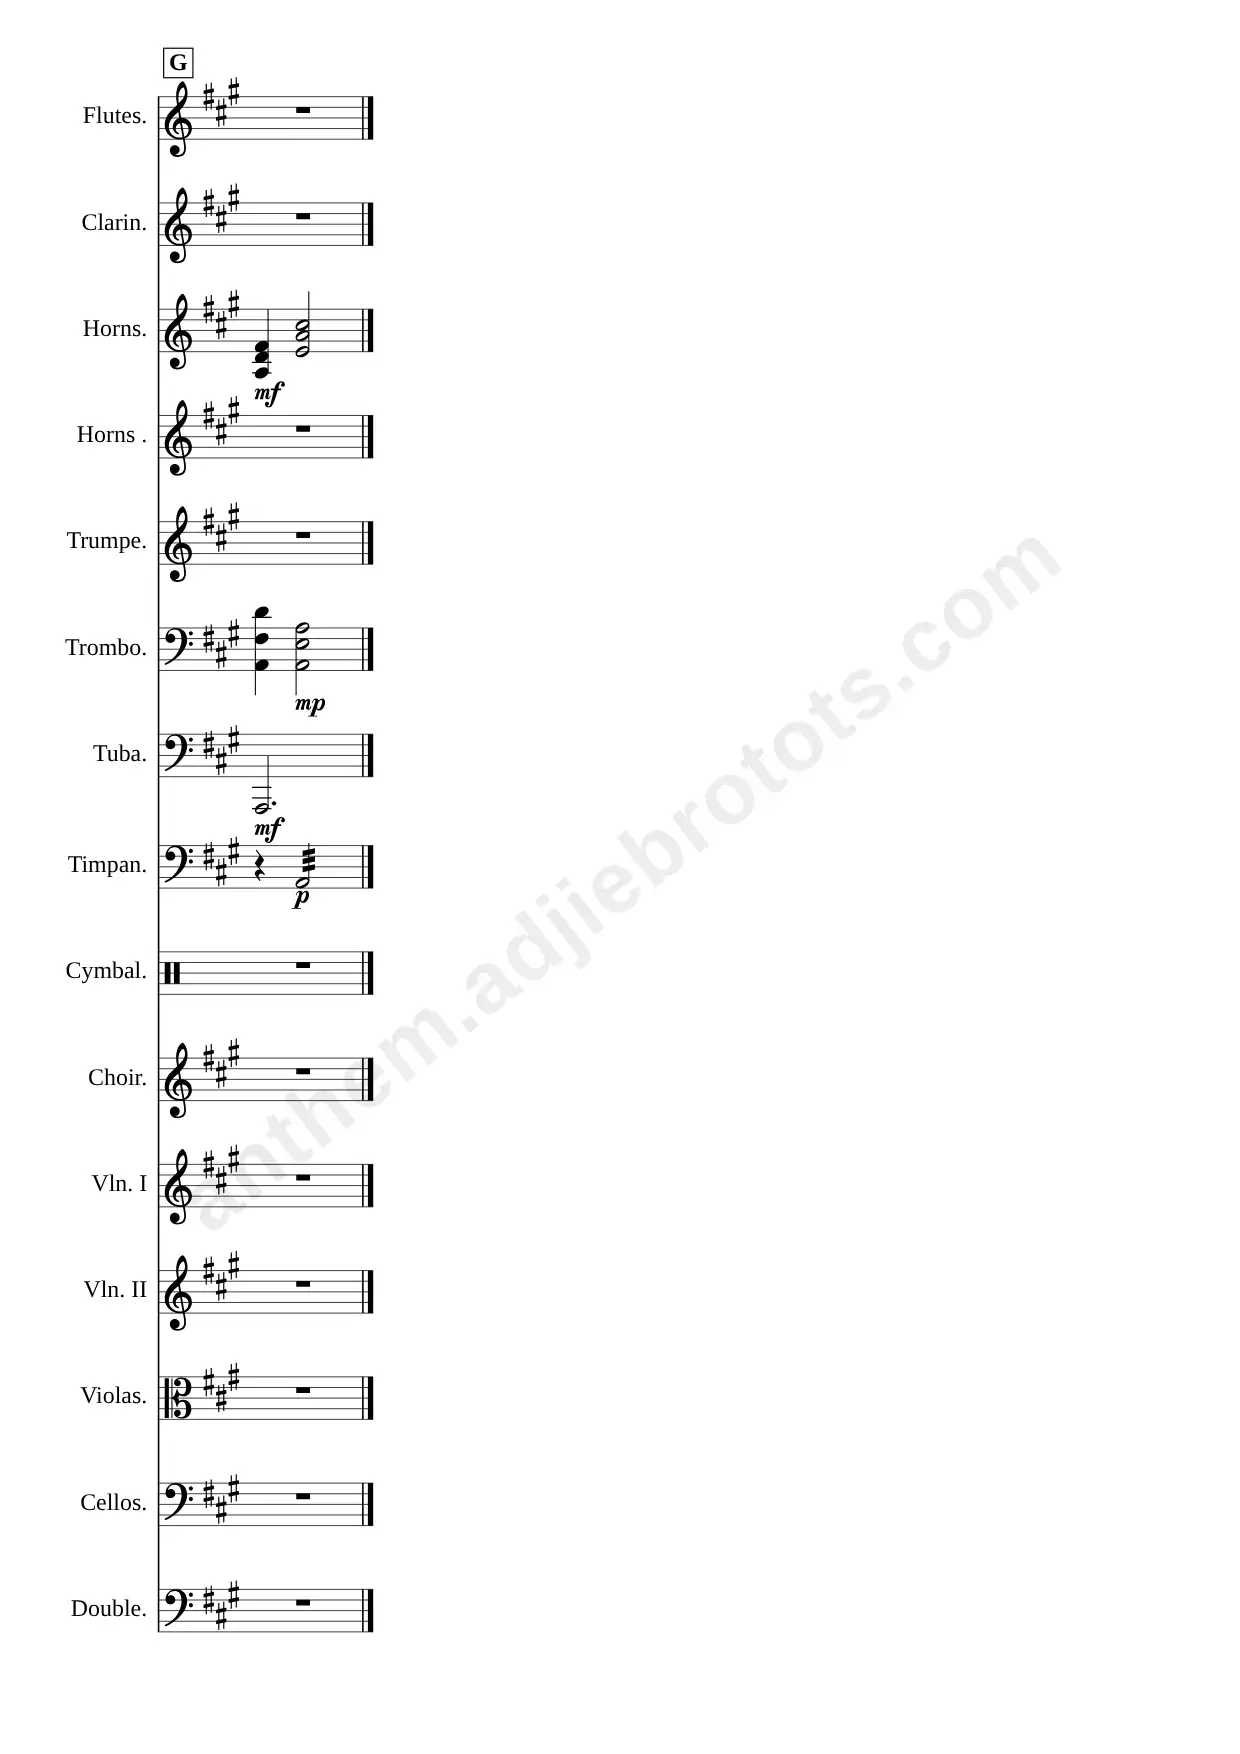 G
Flutes.
Clarin.
Horns.
mf
Horns .
Trumpe.
Trombo.
mp
Tuba.
mf
Timpan.
p
Cymbal.
Choir.
Vln. I
Vln. II
Violas.
Cellos.
Double.
anthem.adjiebrotots.com